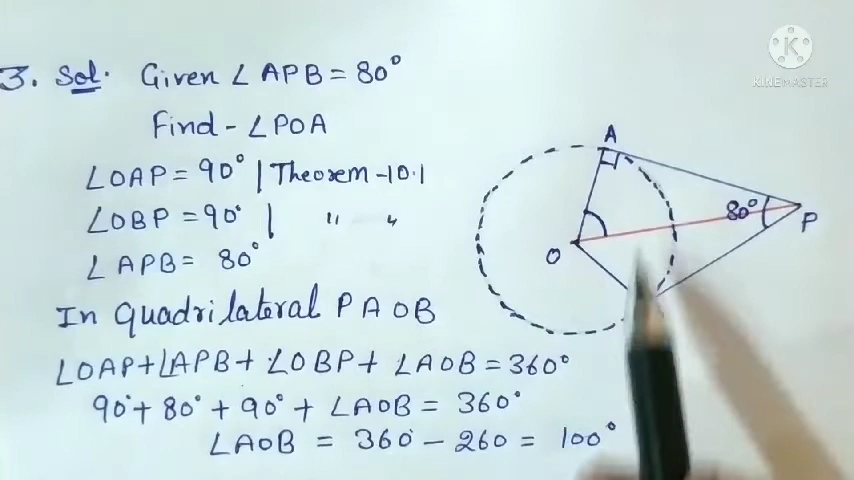 3. Sol. Given ∠APB = 80°
Find - ∠POA
∠OAP = 90° | Theorem - 10.1
∠OBP = 90° | " "
∠APB = 80°
In quadrilateral PAOB
∠OAP + ∠APB + ∠OBP + ∠AOB = 360°
90° + 80° + 90° + ∠AOB = 360°
∠AOB = 360 - 260 = 100°
A
80°
P
O
K
KINEMASTER